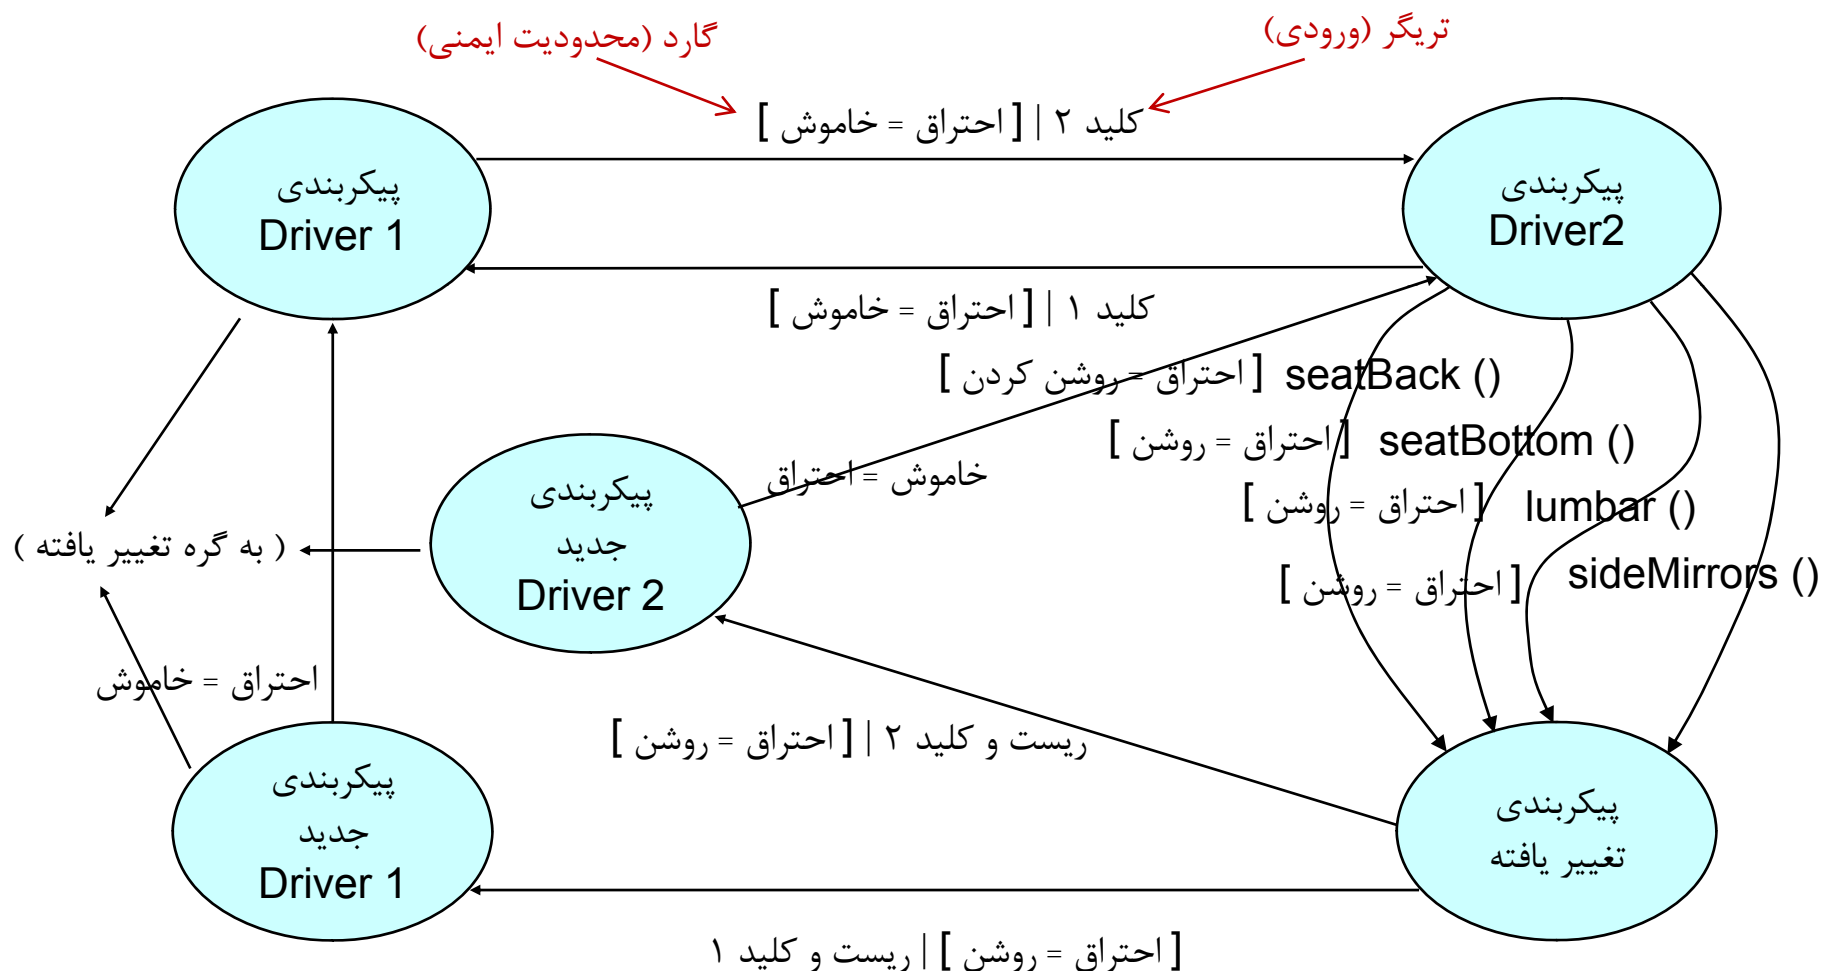 تریگر (ورودی)
گارد (محدودیت ایمنی)
کلید ۲ | [ احتراق = خاموش ]
پیکربندی
Driver 1
پیکربندی
Driver2
کلید ۱ | [ احتراق = خاموش ]
[ احتراق = روشن کردن ] seatBack ()
[ احتراق = روشن ] seatBottom ()
خاموش = احتراق
[ احتراق = روشن ] lumbar ()
[ احتراق = روشن ] sideMirrors ()
پیکربندی
جدید
Driver 2
( به گره تغییر یافته )
احتراق = خاموش
ریست و کلید ۲ | [ احتراق = روشن ]
پیکربندی
جدید
Driver 1
پیکربندی
تغییر یافته
[ احتراق = روشن ] | ریست و کلید ۱